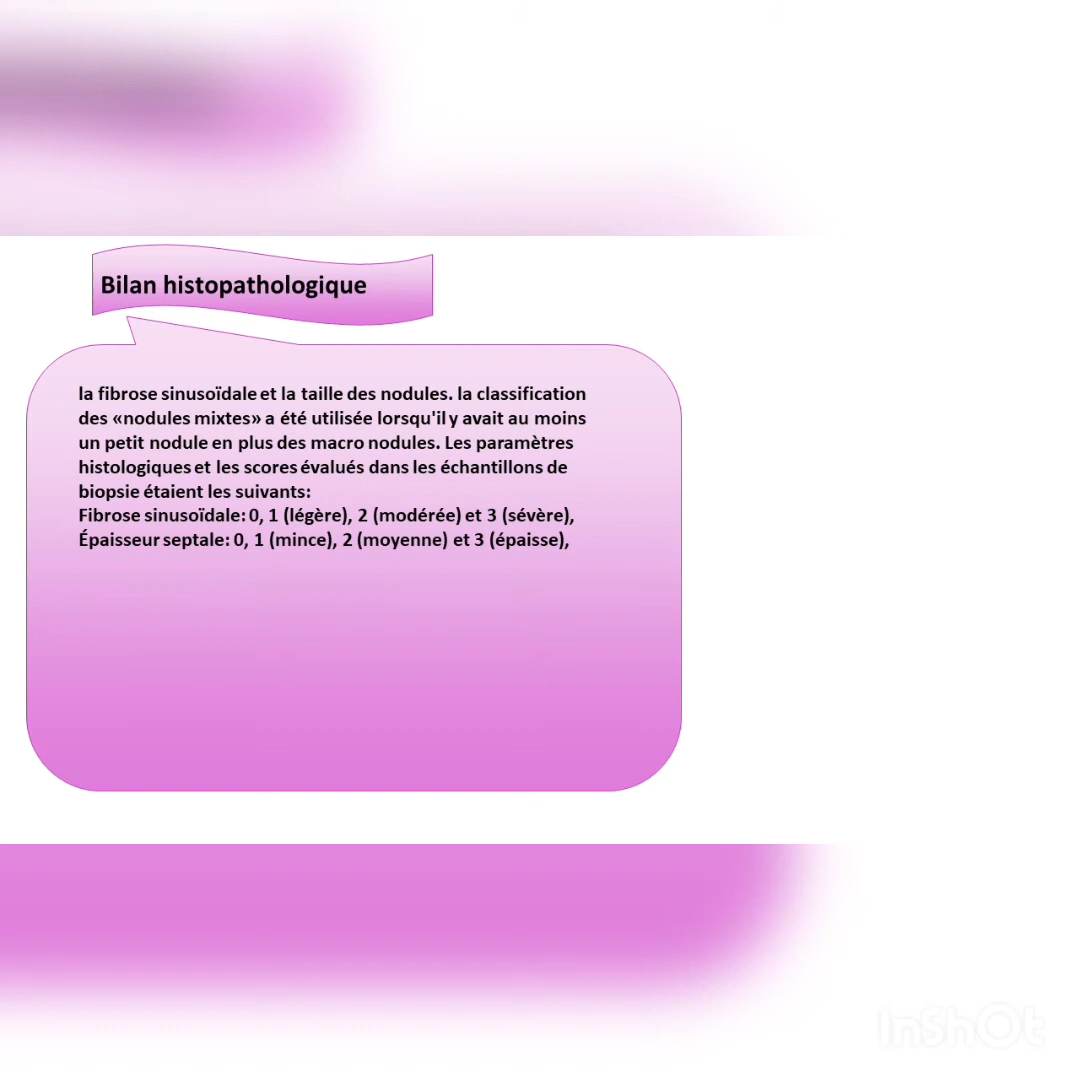 Bilan histopathologique
la fibrose sinusoïdale et la taille des nodules. la classification
des «nodules mixtes» a été utilisée lorsqu'il y avait au moins
un petit nodule en plus des macro nodules. Les paramètres
histologiques et les scores évalués dans les échantillons de
biopsie étaient les suivants:
Fibrose sinusoïdale: 0, 1 (légère), 2 (modérée) et 3 (sévère),
Épaisseur septale: 0, 1 (mince), 2 (moyenne) et 3 (épaisse),
InShOt